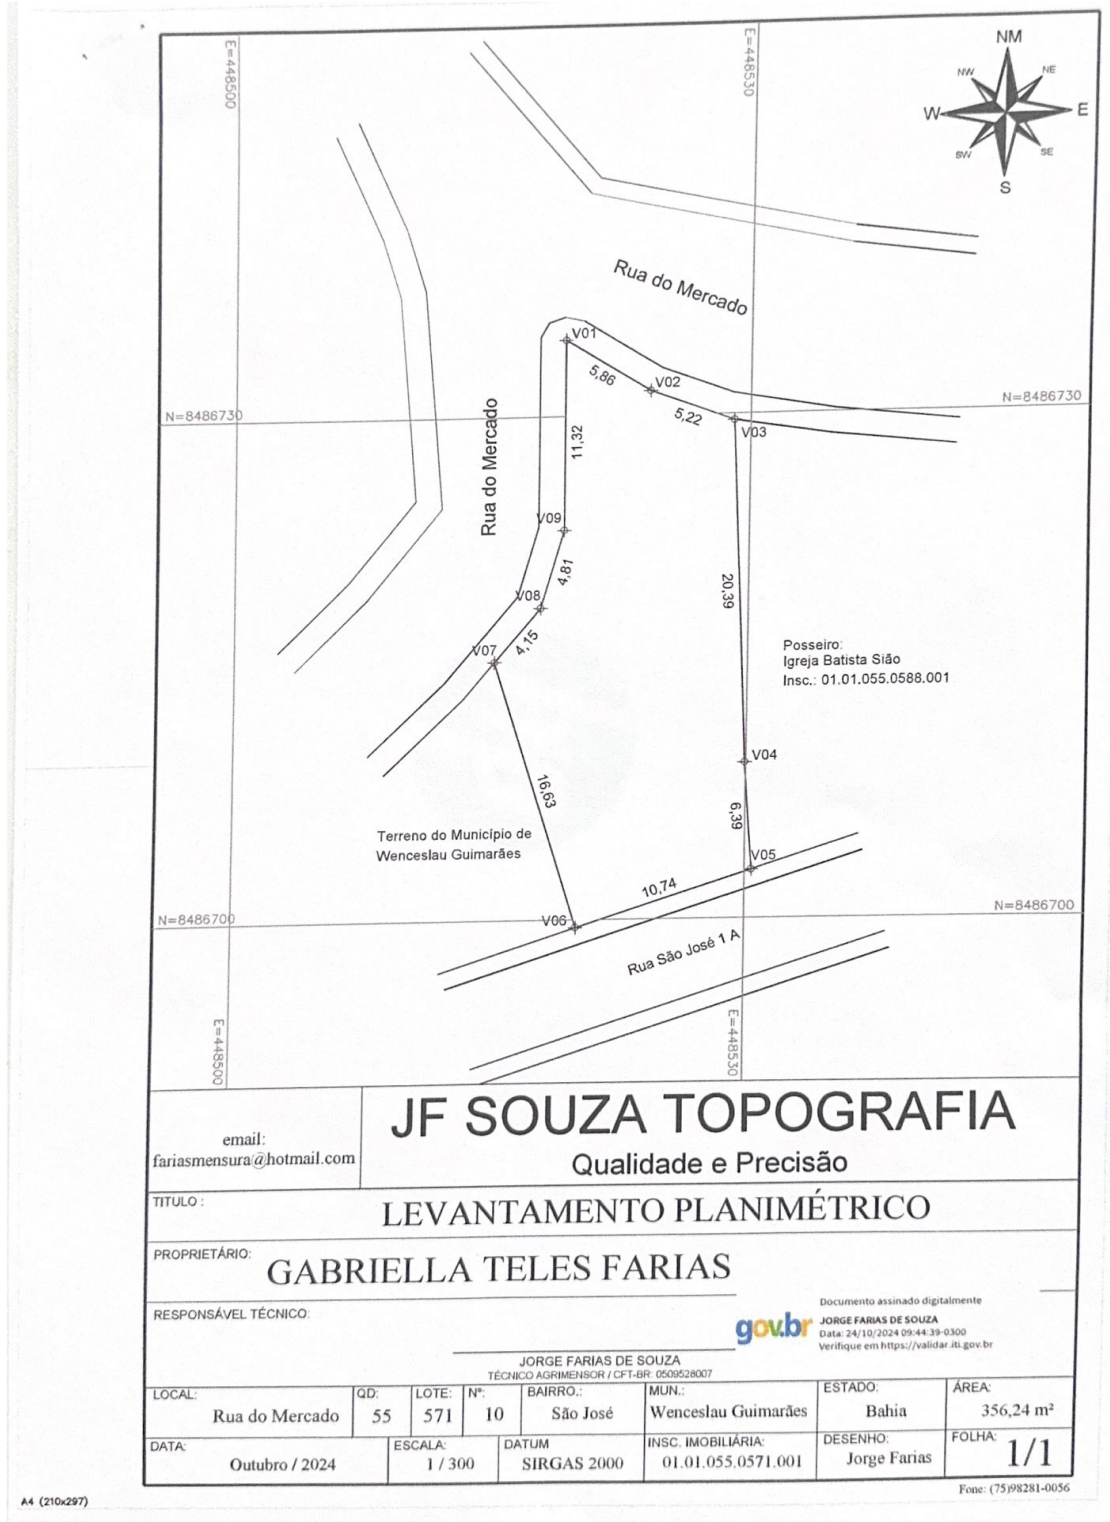 E=448500
E=448530
NM
NW
NE
W
E
SW
SE
S
Rua do Mercado
V01
5,86
V02
5,22
V03
N=8486730
N=8486730
Rua do Mercado
11,32
V09
4,81
V08
4,15
V07
20,39
Posseiro:
Igreja Batista Sião
Insc.: 01.01.055.0588.001
V04
16,63
6,39
Terreno do Município de
Wenceslau Guimarães
V05
10,74
N=8486700
V06
N=8486700
Rua São José 1 A
E=448500
E=448530
email:
fariasmensura@hotmail.com
JF SOUZA TOPOGRAFIA
Qualidade e Precisão
TITULO :
LEVANTAMENTO PLANIMÉTRICO
PROPRIETÁRIO:
GABRIELLA TELES FARIAS
RESPONSÁVEL TÉCNICO:
gov.br
Documento assinado digitalmente
JORGE FARIAS DE SOUZA
Data: 24/10/2024 09:44:39-0300
Verifique em https://validar.iti.gov.br
JORGE FARIAS DE SOUZA
TÉCNICO AGRIMENSOR / CFT-BR: 0509528007
LOCAL: QD: LOTE: Nº: BAIRRO.: MUN.: ESTADO: ÁREA:
Rua do Mercado 55 571 10 São José Wenceslau Guimarães Bahia 356,24 m²
DATA: ESCALA: DATUM INSC. IMOBILIÁRIA: DESENHO: FOLHA:
Outubro / 2024 1 / 300 SIRGAS 2000 01.01.055.0571.001 Jorge Farias 1/1
A4 (210x297)
Fone: (75)98281-0056